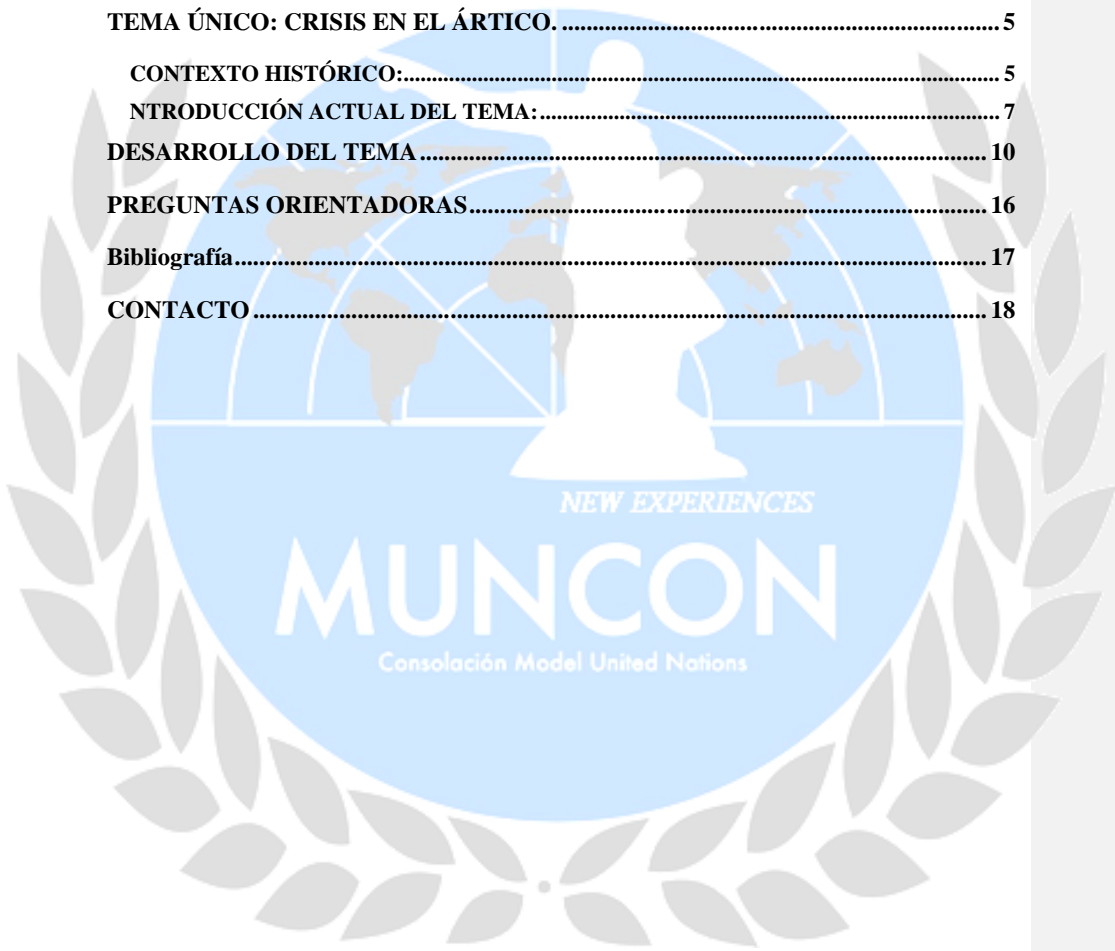 TEMA ÚNICO: CRISIS EN EL ÁRTICO. ........ 5
CONTEXTO HISTÓRICO: ........ 5
NTRODUCCIÓN ACTUAL DEL TEMA: ........ 7
DESARROLLO DEL TEMA ........ 10
PREGUNTAS ORIENTADORAS ........ 16
Bibliografía ........ 17
CONTACTO ........ 18
NEW EXPERIENCES
MUNCON
Consolación Model United Nations